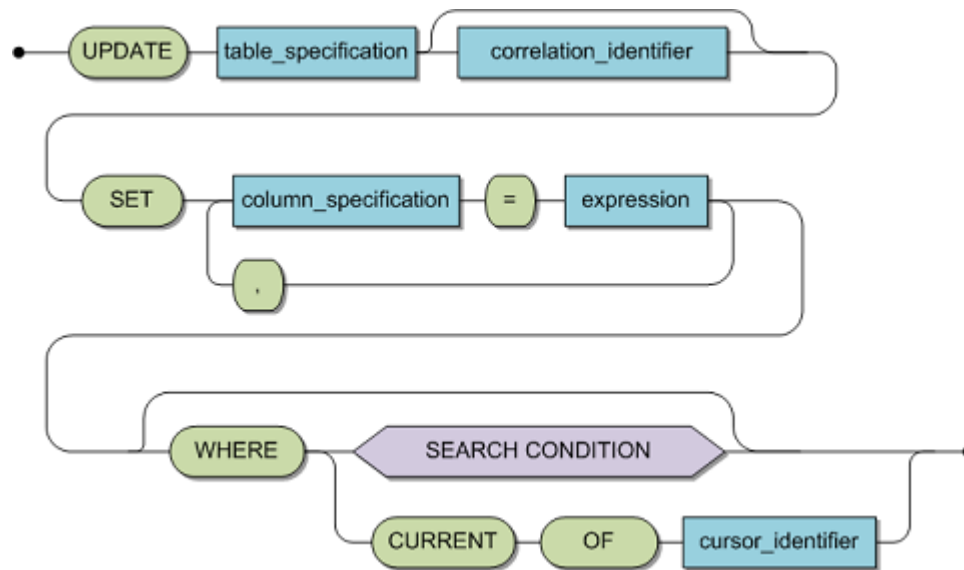 UPDATE table_specification correlation_identifier
SET column_specification = expression
,
WHERE SEARCH CONDITION
CURRENT OF cursor_identifier